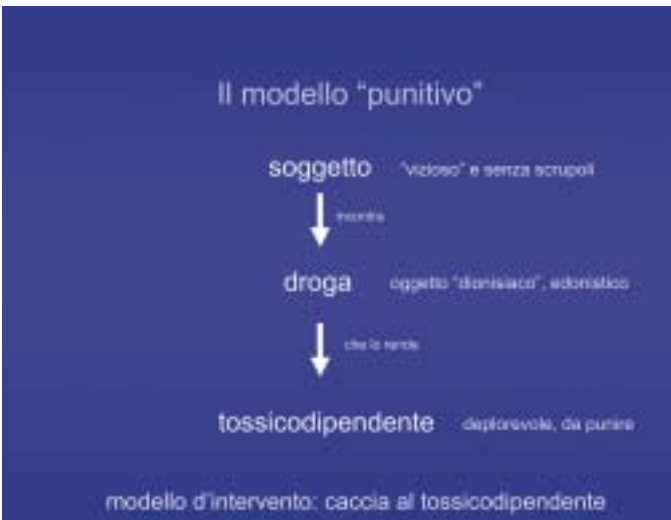 Il modello “punitivo”
soggetto “vizioso” e senza scrupoli
incontra
droga oggetto “dionisiaco”, edonistico
che lo rende
tossicodipendente deplorevole, da punire
modello d’intervento: caccia al tossicodipendente